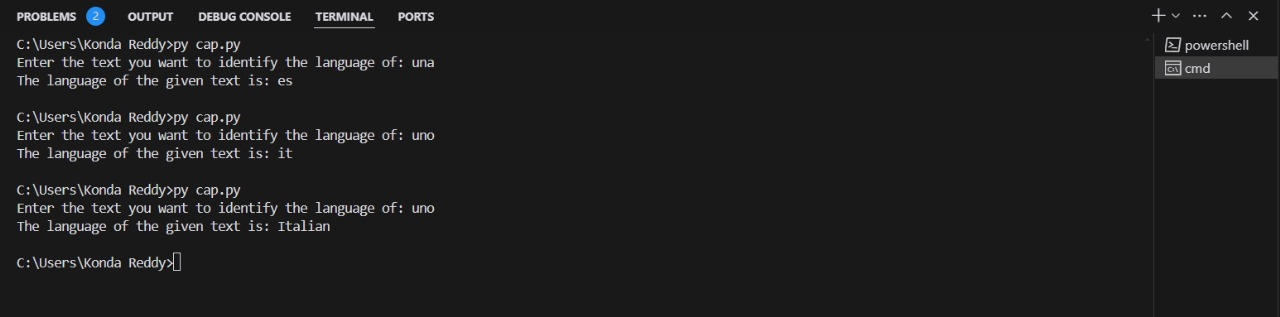 PROBLEMS 2 OUTPUT DEBUG CONSOLE TERMINAL PORTS
C:\Users\Konda Reddy>py cap.py
Enter the text you want to identify the language of: una
The language of the given text is: es
C:\Users\Konda Reddy>py cap.py
Enter the text you want to identify the language of: uno
The language of the given text is: it
C:\Users\Konda Reddy>py cap.py
Enter the text you want to identify the language of: uno
The language of the given text is: Italian
C:\Users\Konda Reddy>
powershell
cmd